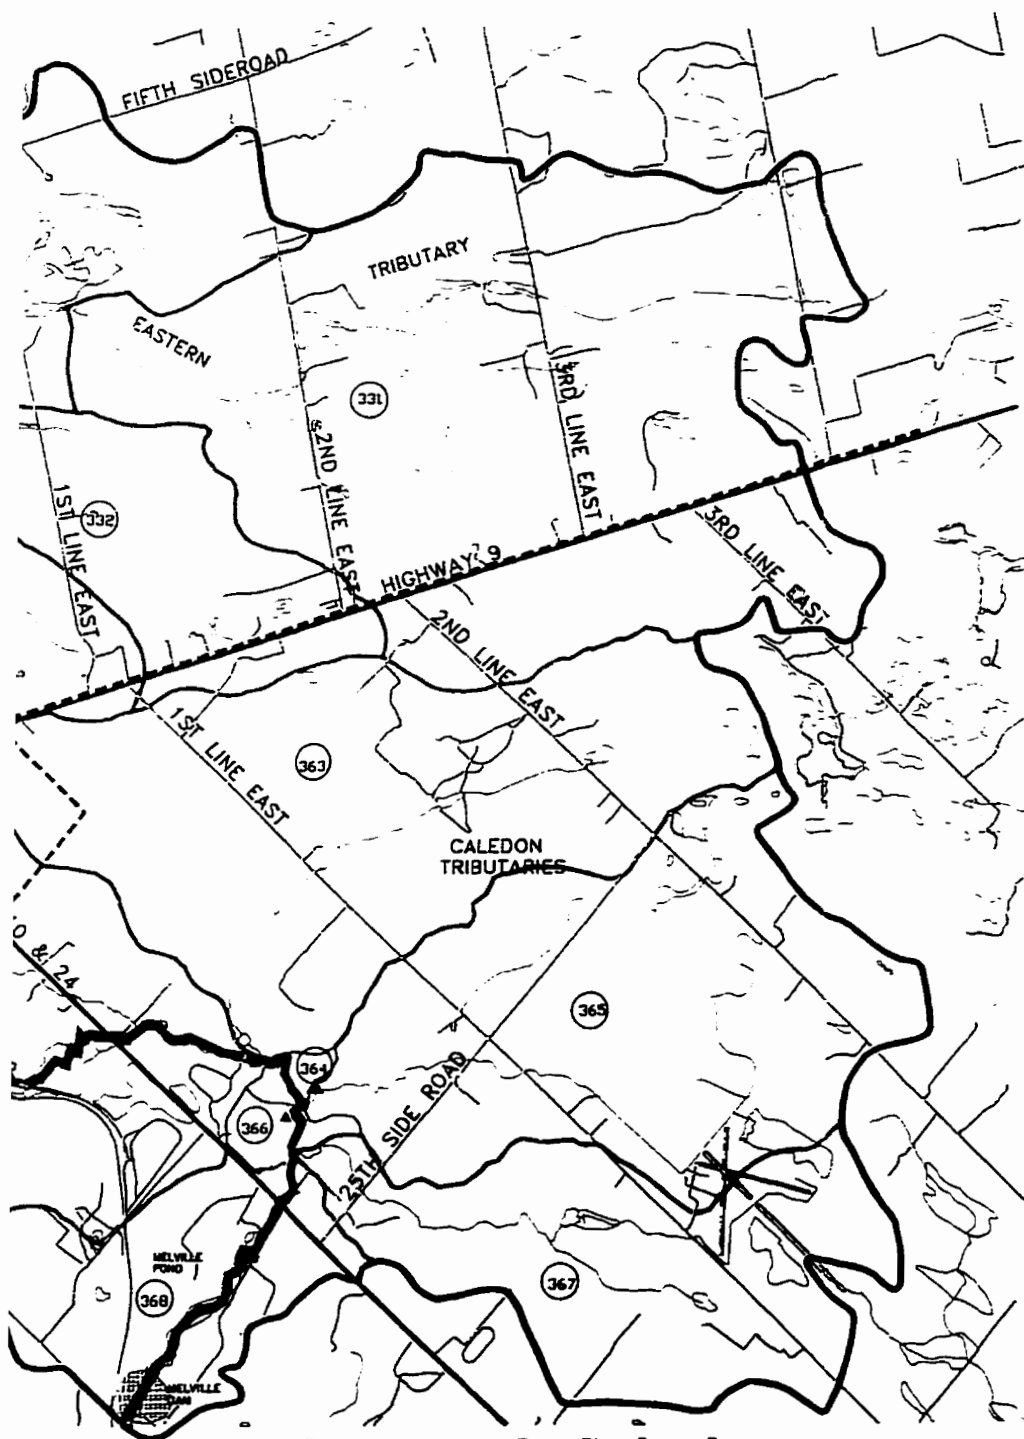 FIFTH SIDEROAD
TRIBUTARY
EASTERN
331
3RD LINE EAST
2ND LINE EAST
1ST LINE EAST
332
HIGHWAY 9
3RD LINE EAST
2ND LINE EAST
1ST LINE EAST
363
CALEDON
TRIBUTARIES
& 24
365
364
366
25TH SIDE ROAD
MELVILLE
POND
367
368
MELVILLE
DAM